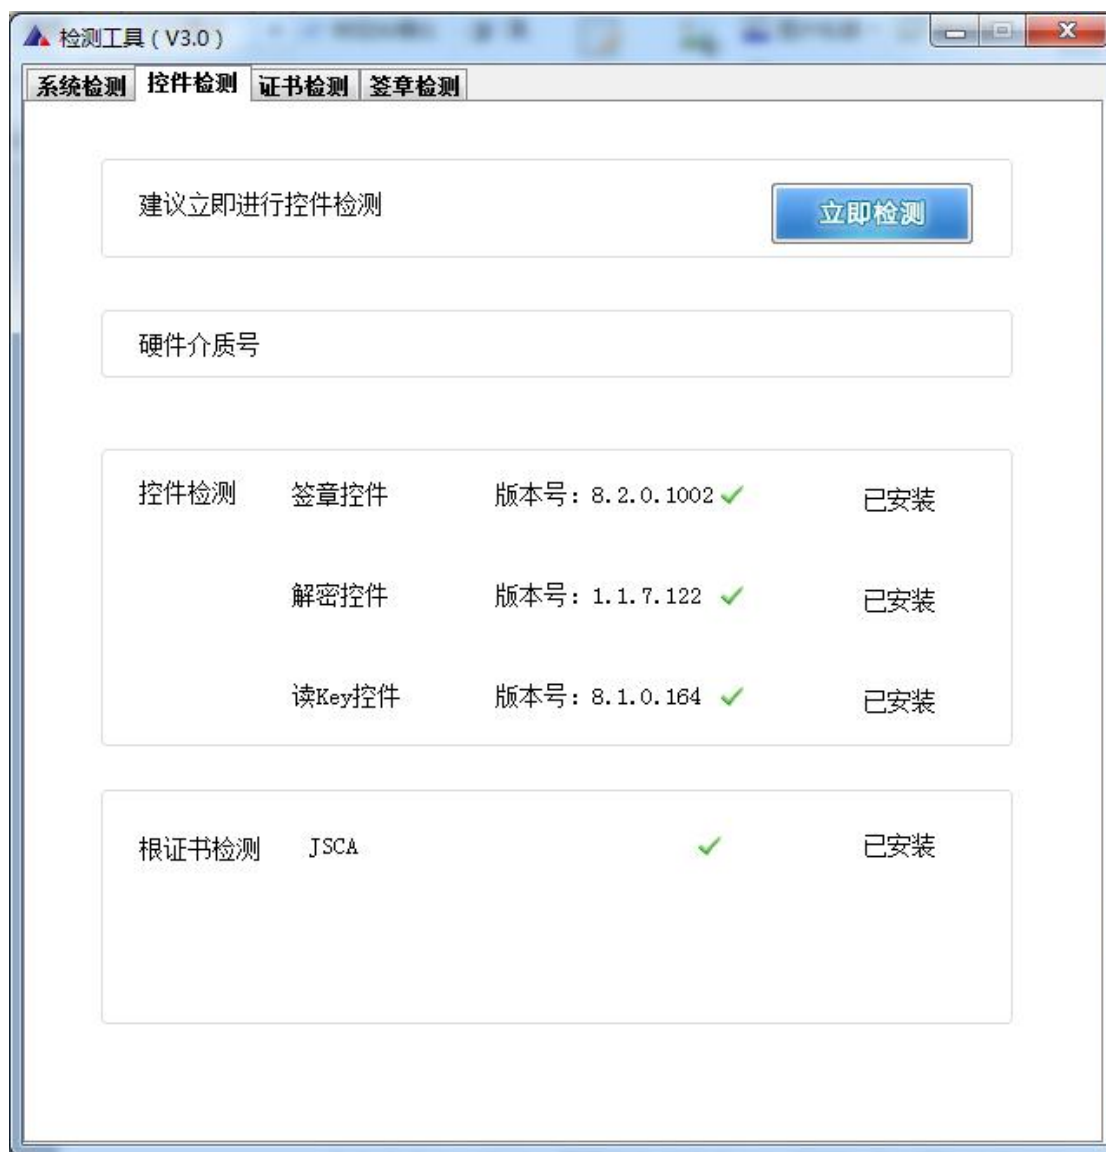 检测工具(V3.0)
系统检测 控件检测 证书检测 签章检测
建议立即进行控件检测 立即检测
硬件介质号
控件检测 签章控件 版本号: 8.2.0.1002 已安装
解密控件 版本号: 1.1.7.122 已安装
读Key控件 版本号: 8.1.0.164 已安装
根证书检测 JSCA 已安装